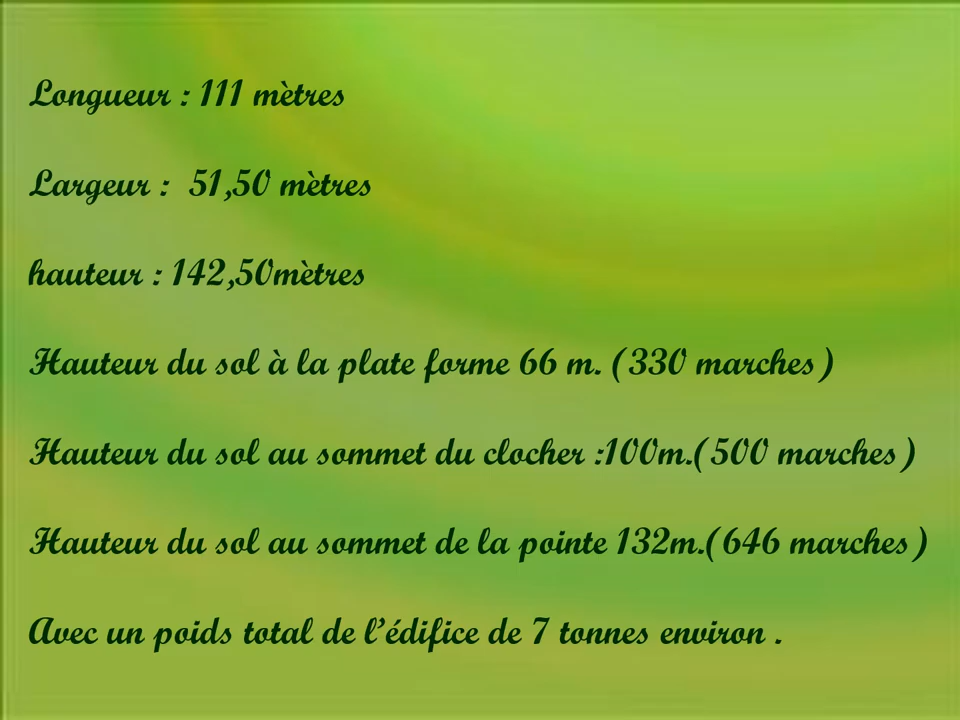 Longueur : 111 mètres
Largeur :  51,50 mètres
hauteur : 142,50mètres
Hauteur du sol à la plate forme 66 m. (330 marches)
Hauteur du sol au sommet du clocher :100m.(500 marches)
Hauteur du sol au sommet de la pointe 132m.(646 marches)
Avec un poids total de l’édifice de 7 tonnes environ .